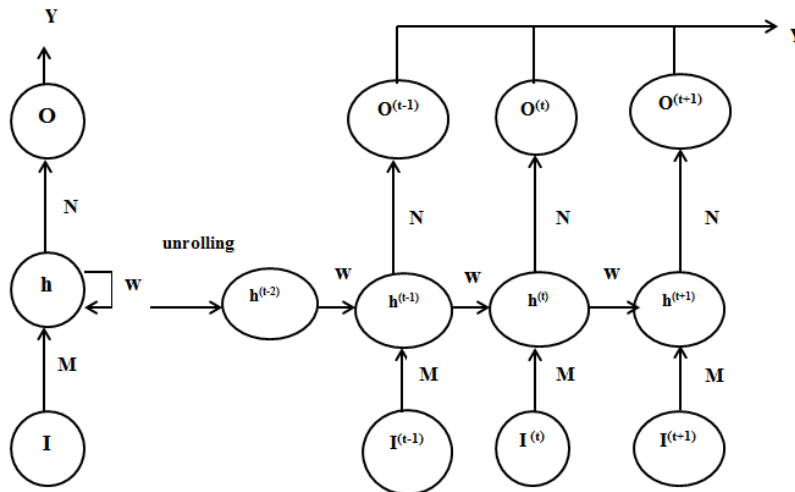 Y
Y
O
O(t-1)
O(t)
O(t+1)
N
N
N
N
unrolling
h
w
h(t-2)
w
h(t-1)
w
h(t)
w
h(t+1)
M
M
M
M
I
I(t-1)
I(t)
I(t+1)